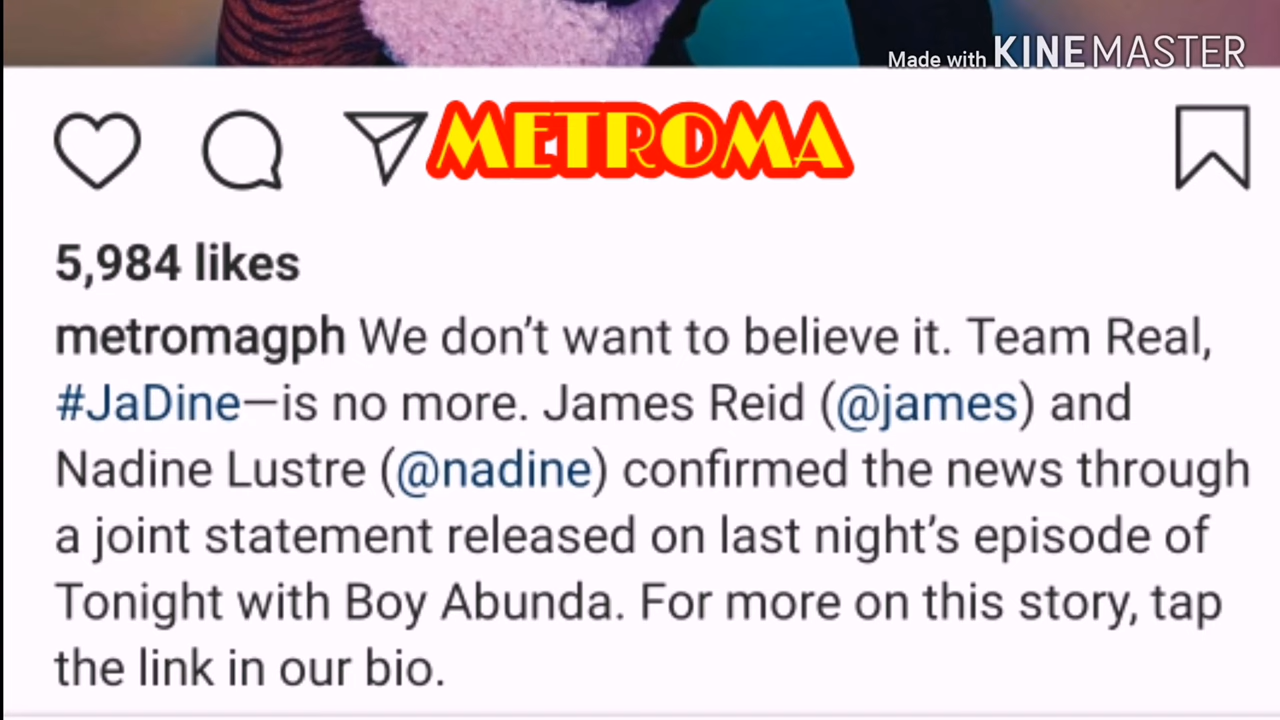 Made with KINEMASTER
METROMA
5,984 likes
metromagph We don't want to believe it. Team Real,
#JaDine—is no more. James Reid (@james) and
Nadine Lustre (@nadine) confirmed the news through
a joint statement released on last night's episode of
Tonight with Boy Abunda. For more on this story, tap
the link in our bio.